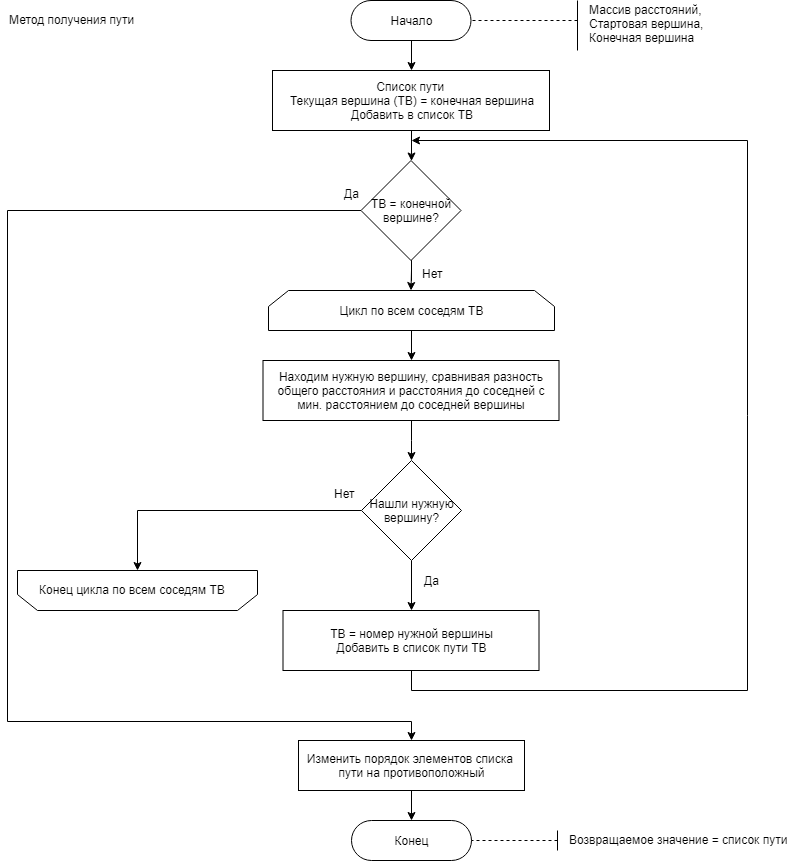 Метод получения пути
Начало
Массив расстояний,
Стартовая вершина,
Конечная вершина
Список пути
Текущая вершина (ТВ) = конечная вершина
Добавить в список ТВ
Да
ТВ = конечной
вершине?
Нет
Цикл по всем соседям ТВ
Находим нужную вершину, сравнивая разность
общего расстояния и расстояния до соседней с
мин. расстоянием до соседней вершины
Нет
Нашли нужную
вершину?
Да
Конец цикла по всем соседям ТВ
ТВ = номер нужной вершины
Добавить в список пути ТВ
Изменить порядок элементов списка
пути на противоположный
Конец
Возвращаемое значение = список пути